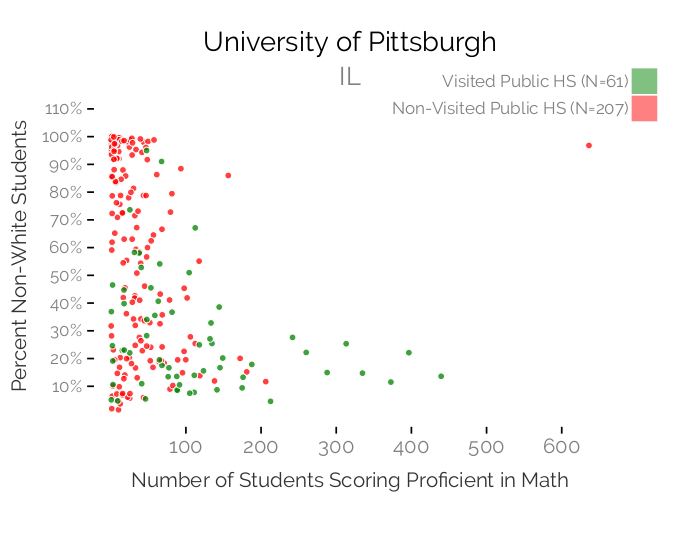 University of Pittsburgh
IL
Visited Public HS (N=61)
Non-Visited Public HS (N=207)
Percent Non-White Students
110%
100%
90%
80%
70%
60%
50%
40%
30%
20%
10%
100 200 300 400 500 600
Number of Students Scoring Proficient in Math